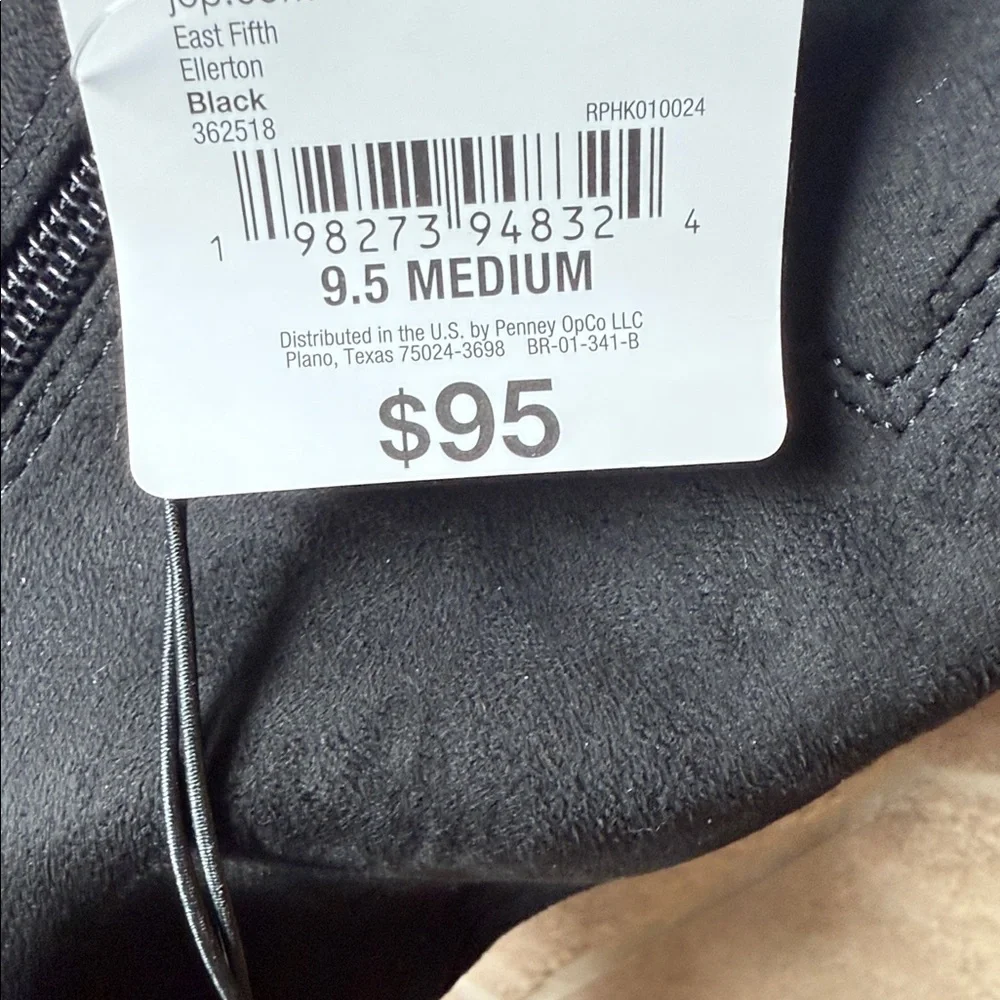 East Fifth
Ellerton
Black
362518
RPHK010024
1 98273 94832 4
9.5 MEDIUM
Distributed in the U.S. by Penney OpCo LLC
Plano, Texas 75024-3698 BR-01-341-B
$95